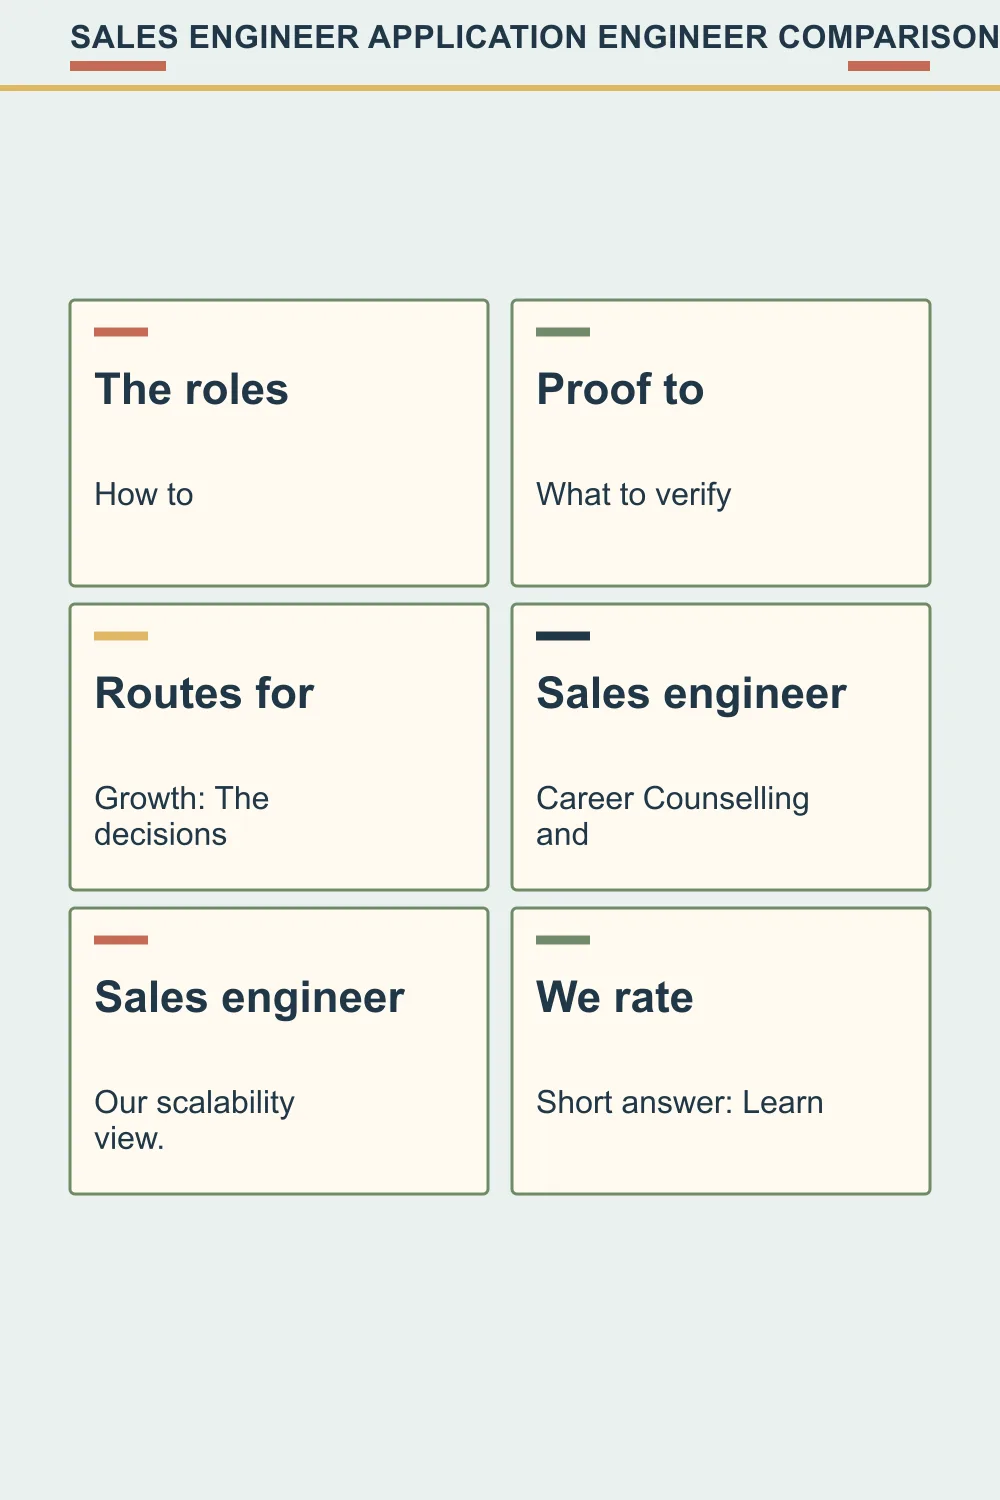 SALES ENGINEER APPLICATION ENGINEER COMPARISON
The roles
How to
Proof to
What to verify
Routes for
Growth: The
decisions
Sales engineer
Career Counselling
and
Sales engineer
Our scalability
view.
We rate
Short answer: Learn